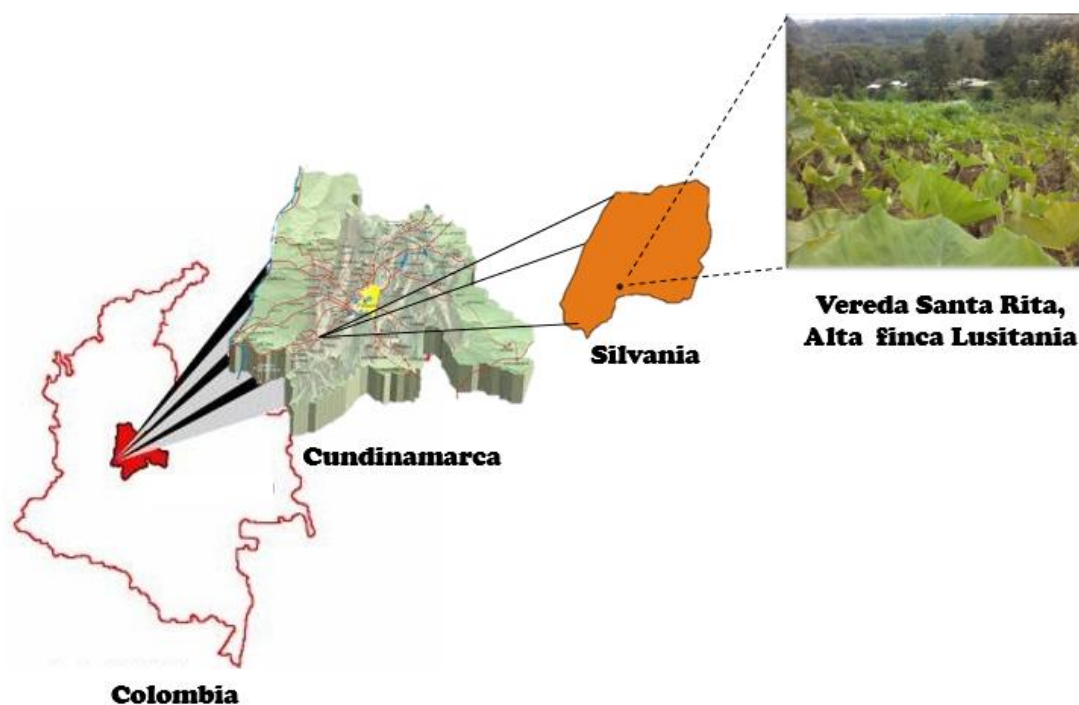 Vereda Santa Rita,
Alta finca Lusitania
Silvania
Cundinamarca
Colombia